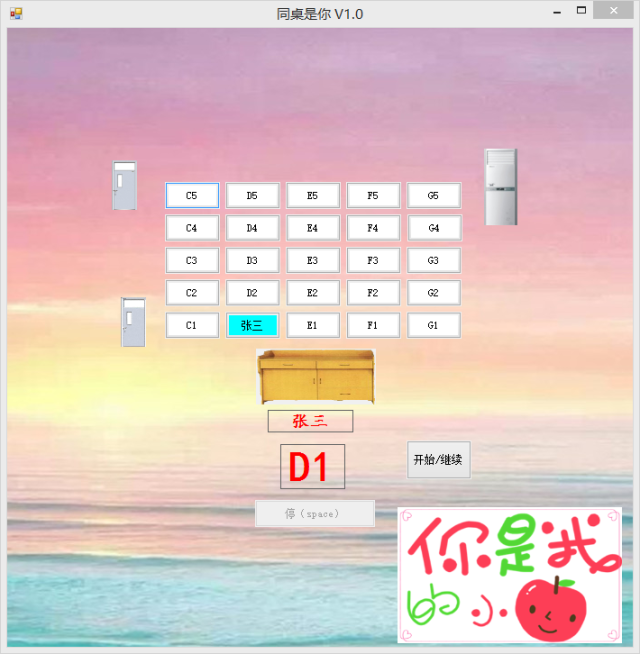 同桌是你 V1.0
C5 D5 E5 F5 G5
C4 D4 E4 F4 G4
C3 D3 E3 F3 G3
C2 D2 E2 F2 G2
C1 张三 E1 F1 G1
张三
D1
开始/继续
停（space）
你是我
的小